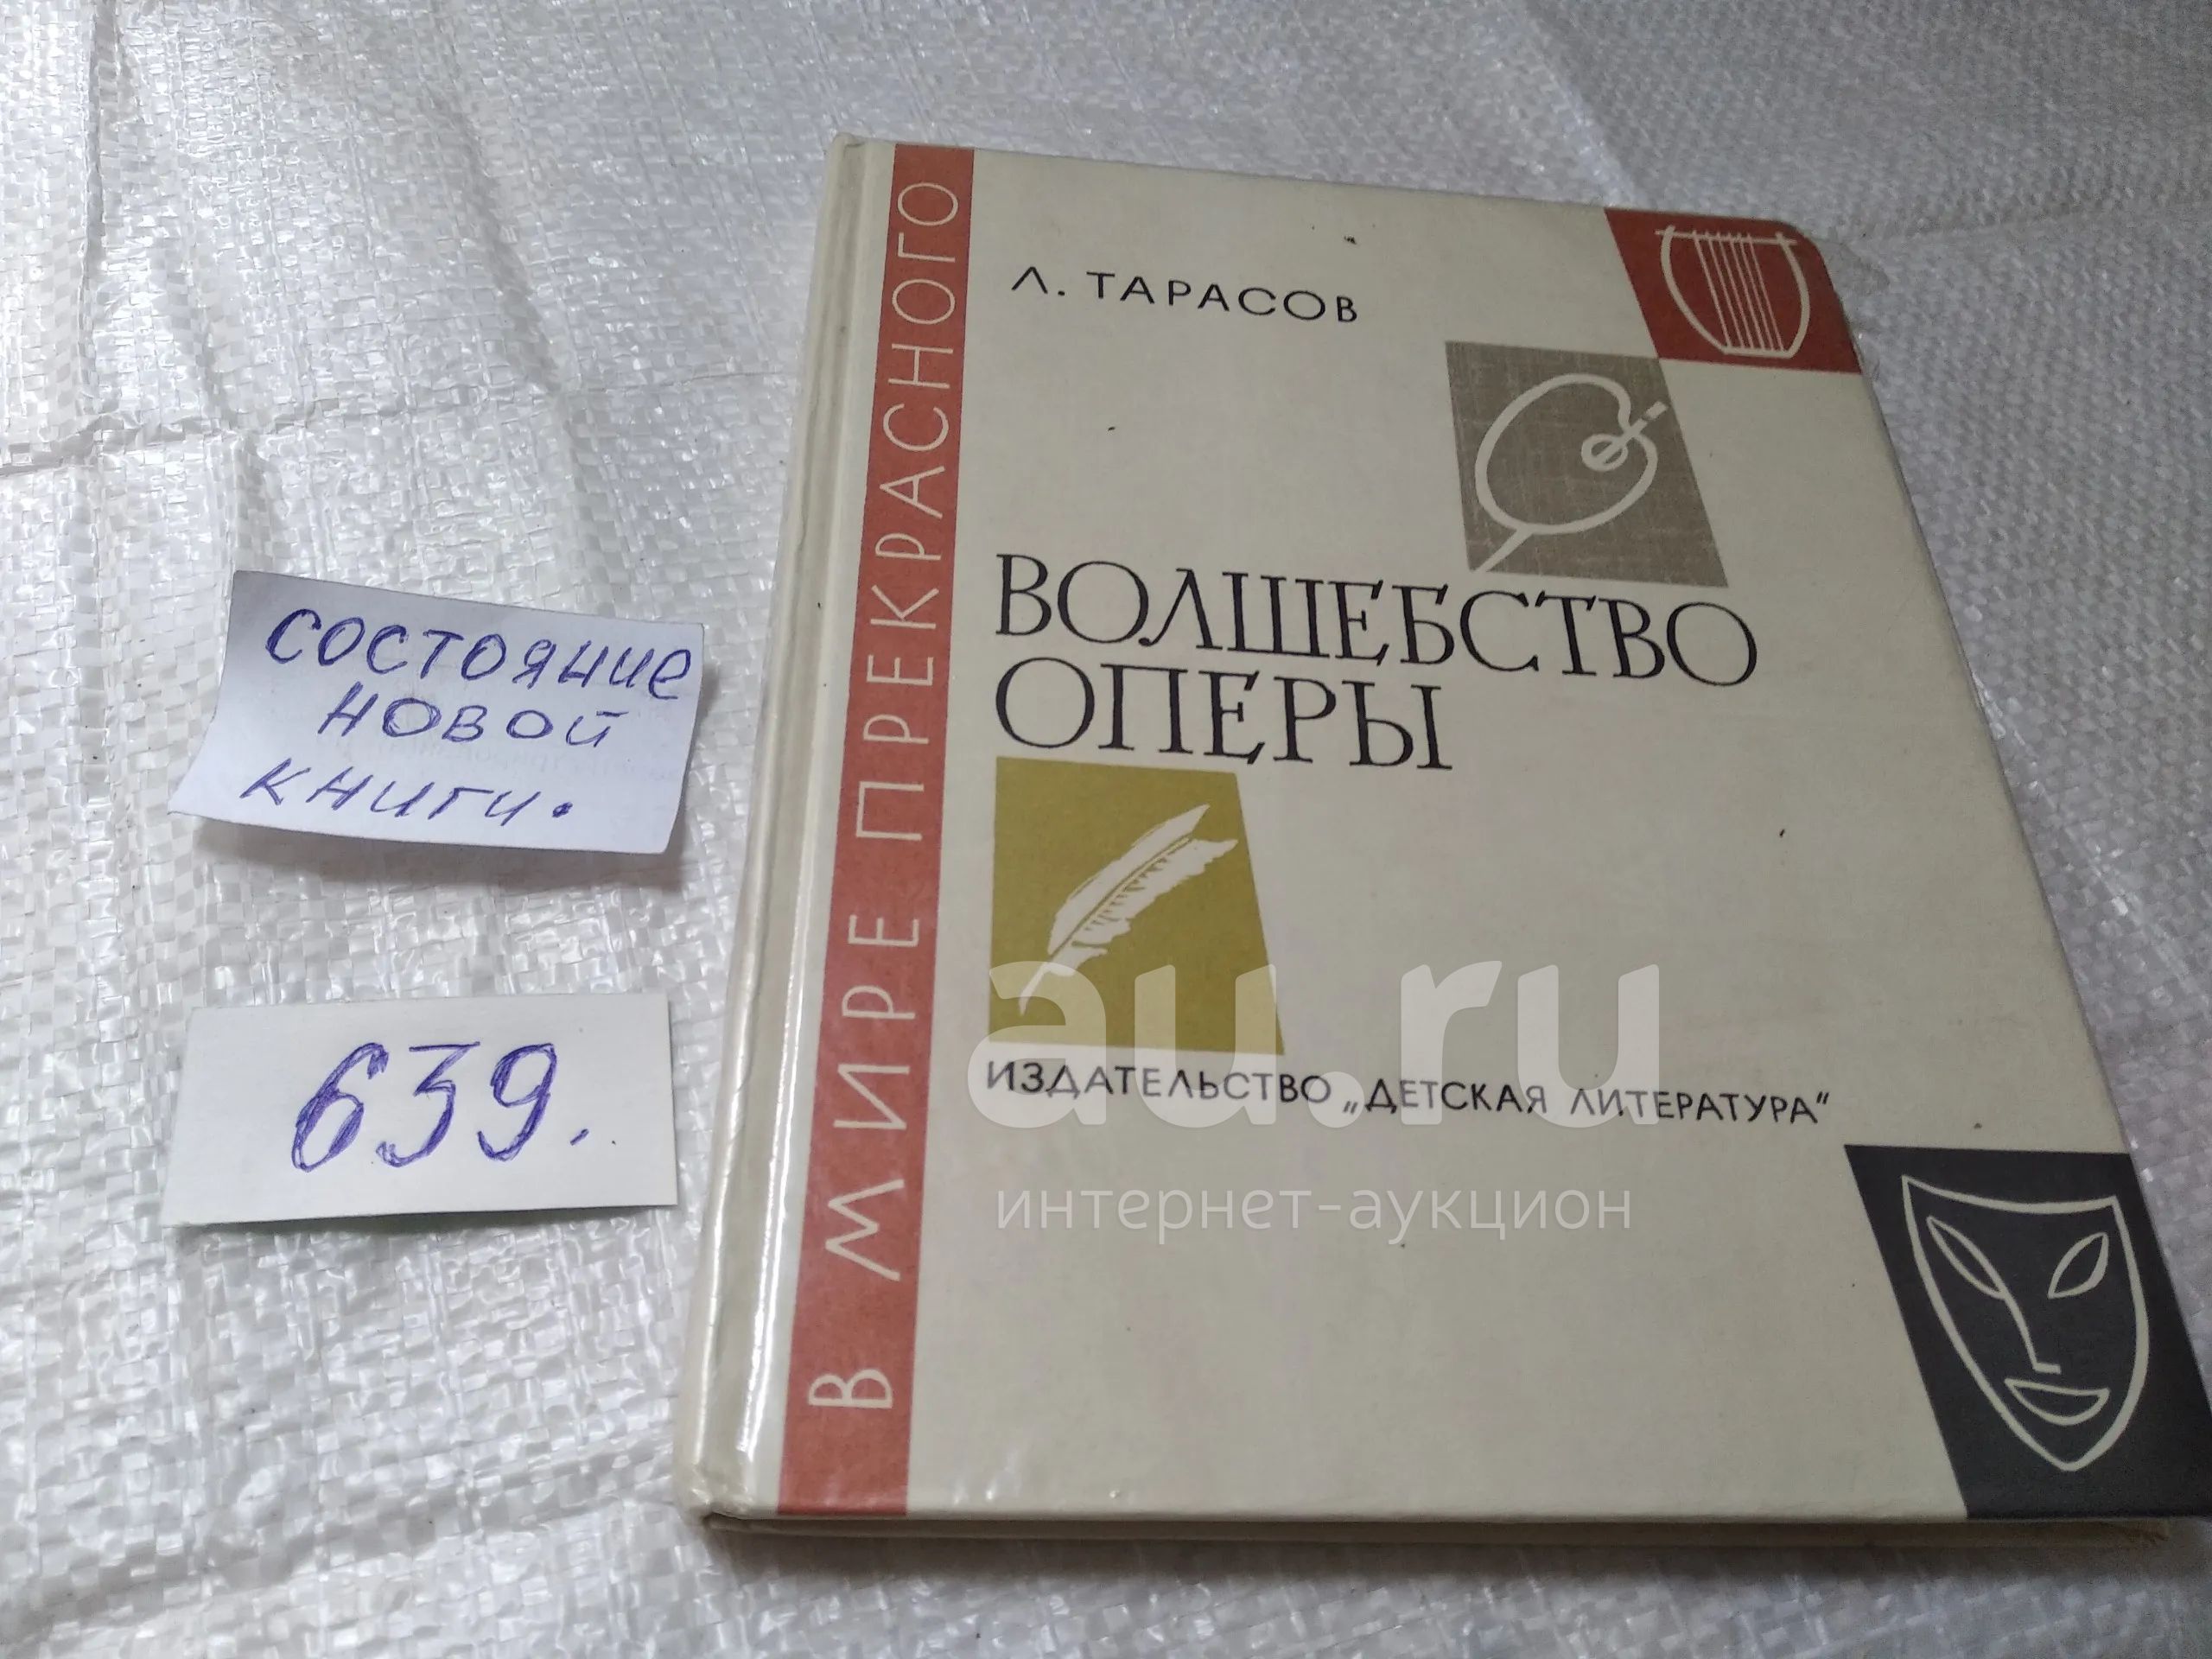 В МИРЕ ПРЕКРАСНОГО
Л. ТАРАСОВ
ВОЛШЕБСТВО
ОПЕРЫ
ИЗДАТЕЛЬСТВО „ДЕТСКАЯ ЛИТЕРАТУРА“
состояние
новой
книги.
639.
au.ru
интернет-аукцион